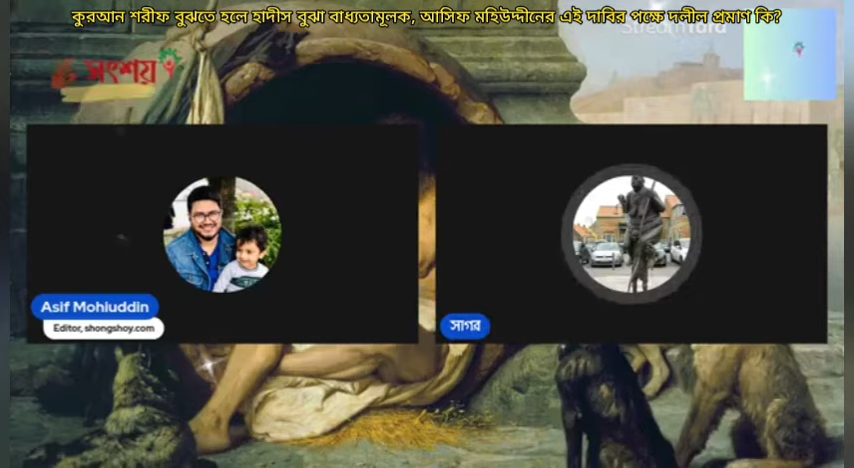 কুরআন শরীফ বুঝতে হলে হাদীস বুঝা বাধ্যতামূলক, আসিফ মহিউদ্দীনের এই দাবির পক্ষে দলীল প্রমাণ কি?
StreamYard
সংশয়
Asif Mohiuddin
Editor, shongshoy.com
সাগর